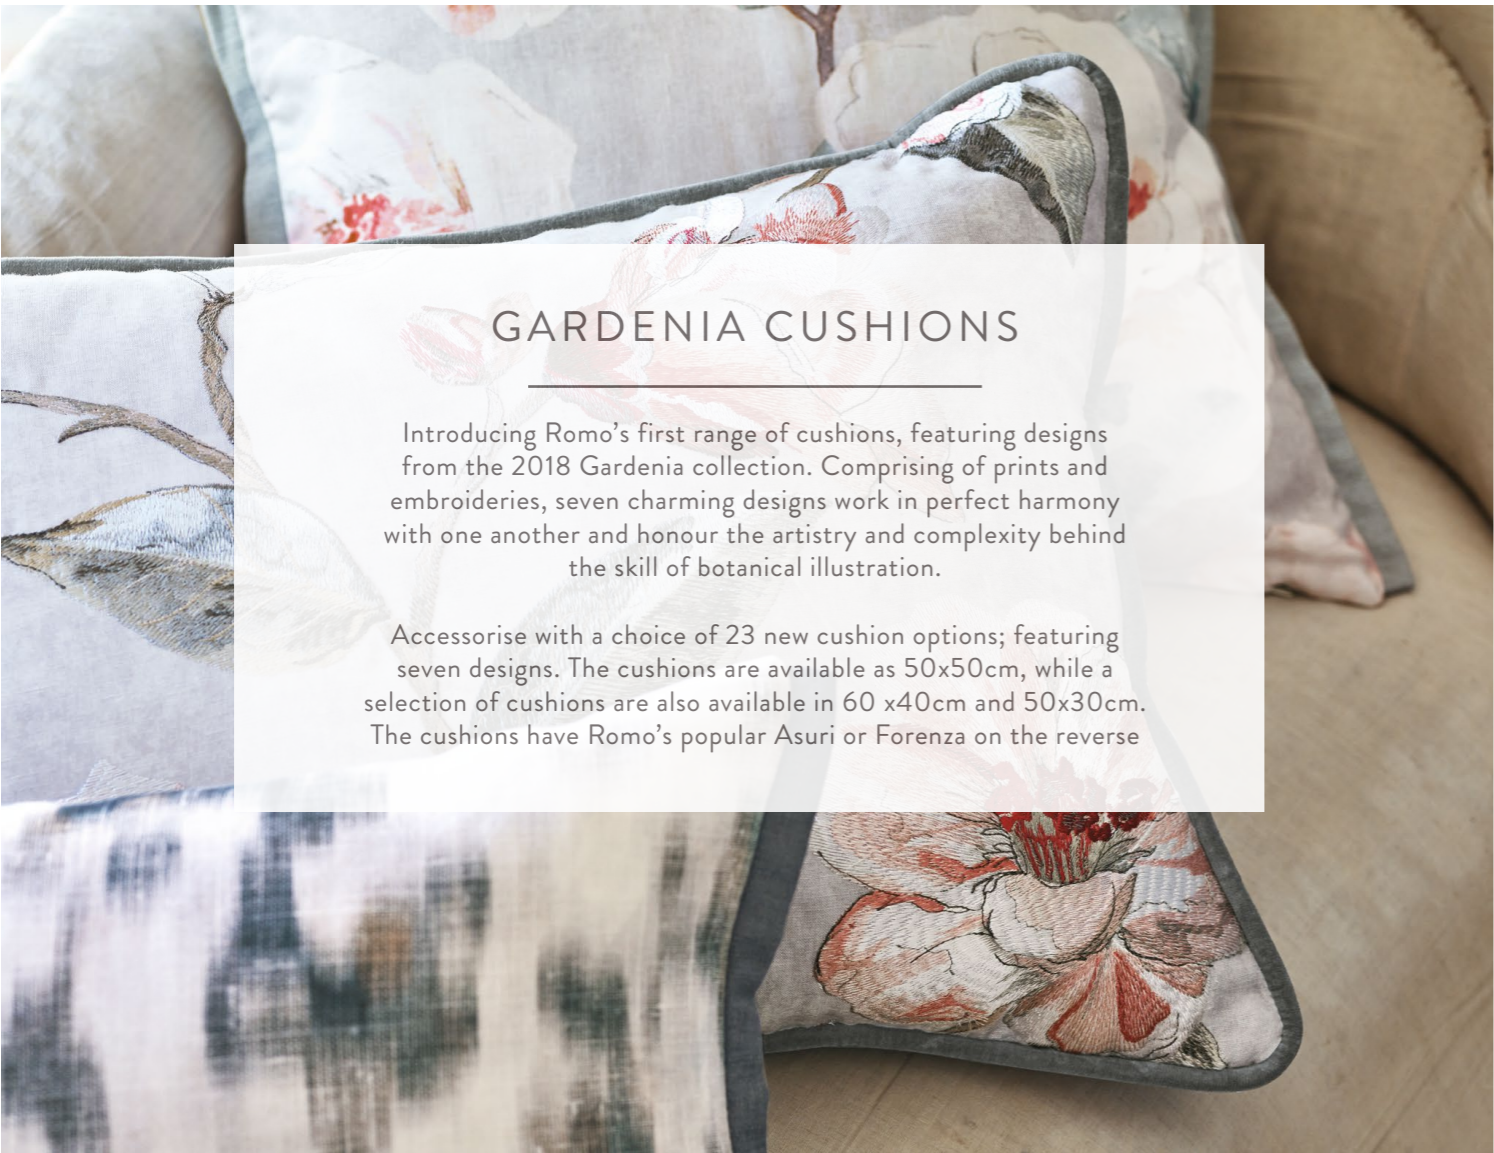 GARDENIA CUSHIONS
Introducing Romo’s first range of cushions, featuring designs
from the 2018 Gardenia collection. Comprising of prints and
embroideries, seven charming designs work in perfect harmony
with one another and honour the artistry and complexity behind
the skill of botanical illustration.
Accessorise with a choice of 23 new cushion options; featuring
seven designs. The cushions are available as 50x50cm, while a
selection of cushions are also available in 60 x40cm and 50x30cm.
The cushions have Romo’s popular Asuri or Forenza on the reverse